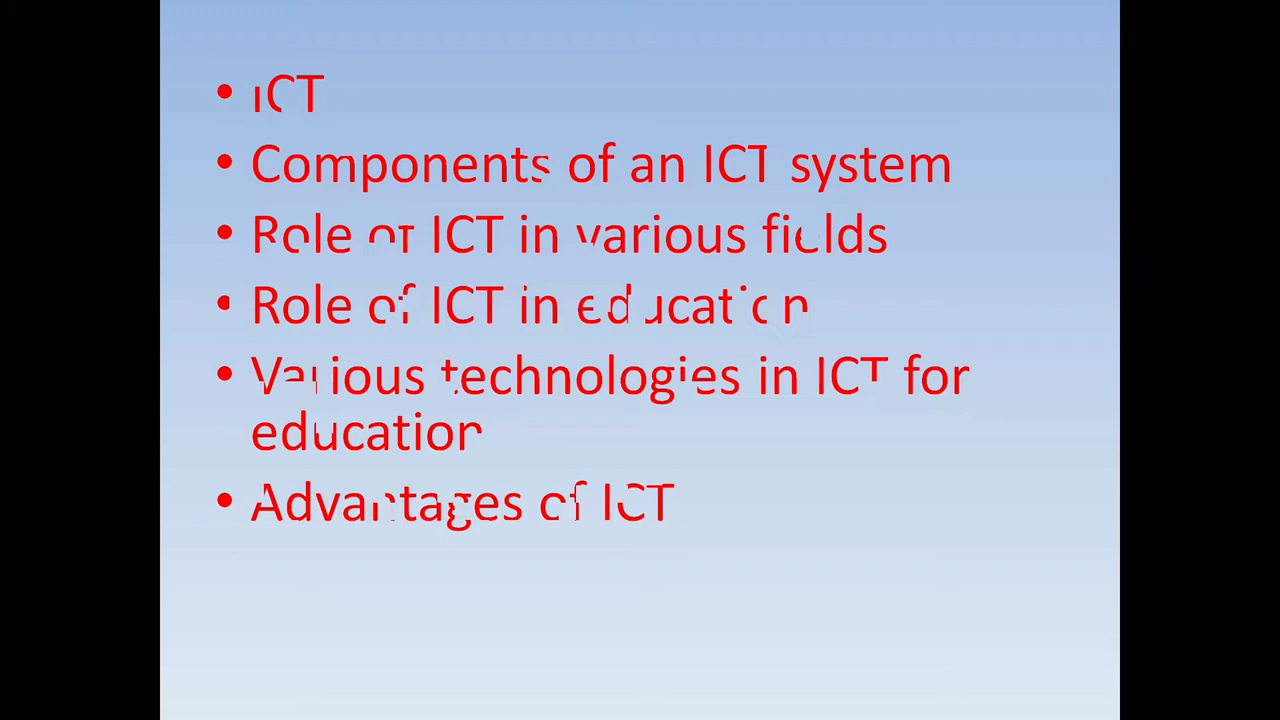 • ICT
• Components of an ICT system
• Role of ICT in various fields
• Role of ICT in education
• Various technologies in ICT for
education
• Advantages of ICT